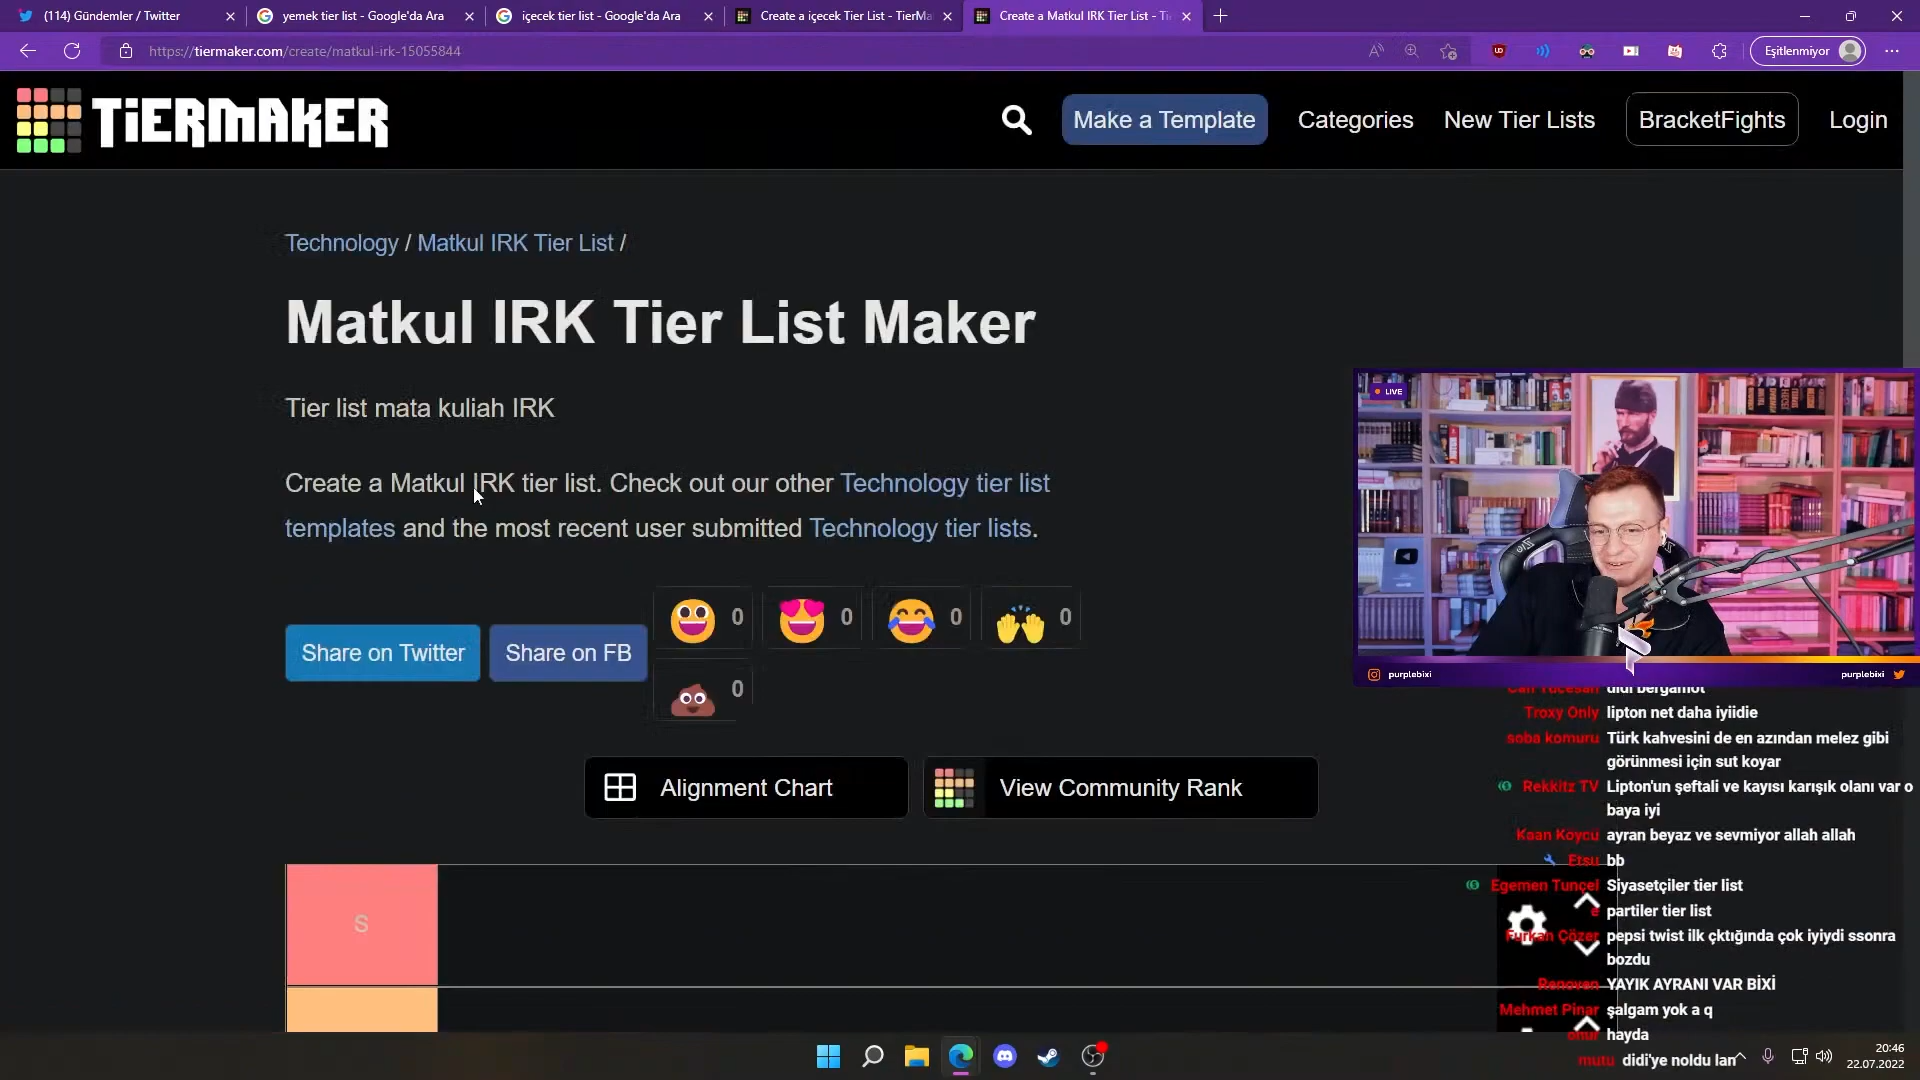 (114) Gündemler / Twitter
yemek tier list - Google'da Ara
içecek tier list - Google'da Ara
Create a içecek Tier List - TierMa
Create a Matkul IRK Tier List - Ti
https://tiermaker.com/create/matkul-irk-15055844
Eşitlenmiyor
TiERMAKER
Make a Template
Categories
New Tier Lists
BracketFights
Login
Technology / Matkul IRK Tier List /
Matkul IRK Tier List Maker
Tier list mata kuliah IRK
Create a Matkul IRK tier list. Check out our other Technology tier list
templates and the most recent user submitted Technology tier lists.
Share on Twitter
Share on FB
0
0
0
0
0
Alignment Chart
View Community Rank
S
LIVE
purplebixi
purplebixi
didi bergamot
Troxy Only lipton net daha iyiidie
soba komuru Türk kahvesini de en azından melez gibi
görünmesi için sut koyar
Rekkitz TV Lipton'un şeftali ve kayısı karışık olanı var o
baya iyi
Kaan Koycu ayran beyaz ve sevmiyor allah allah
Etsu bb
Egemen Tunçel Siyasetçiler tier list
e partiler tier list
Furkan Çözer pepsi twist ilk çktığında çok iyiydi ssonra
bozdu
Renoven YAYIK AYRANI VAR BİXİ
Mehmet Pinar şalgam yok a q
onur hayda
mutu didi'ye noldu lan
20:46
22.07.2022